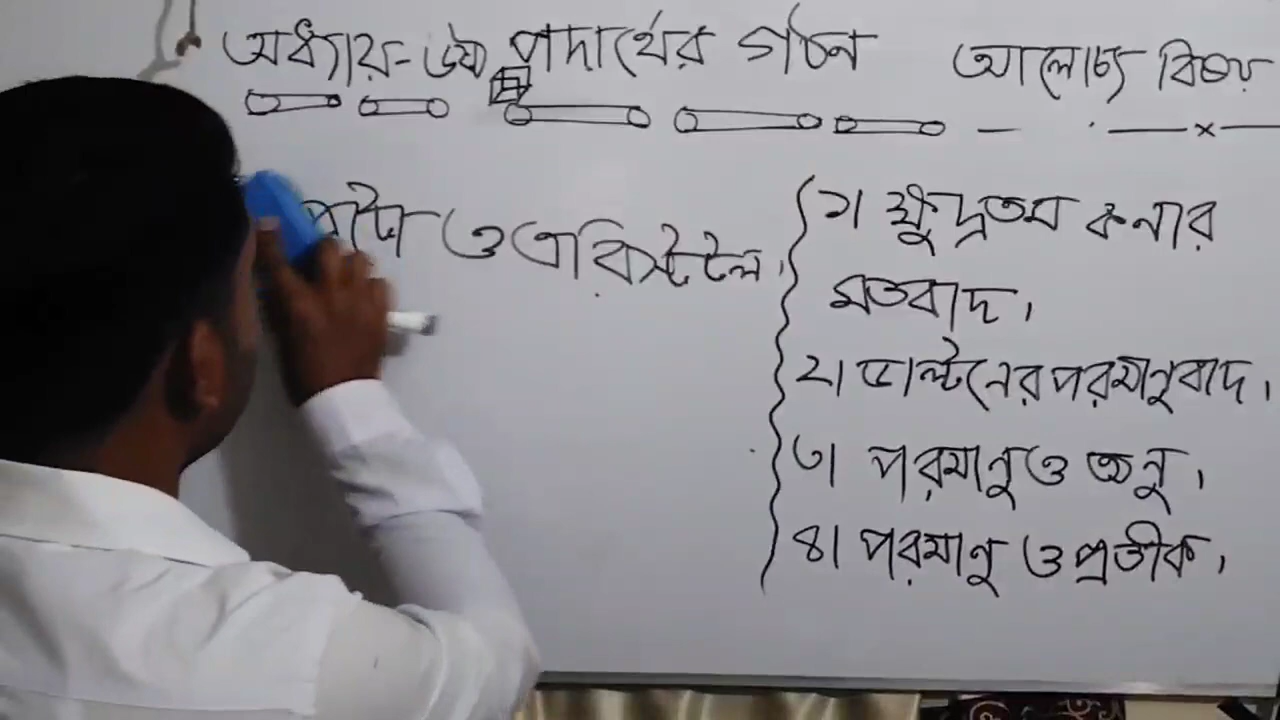 অধ্যায়-৬ষ্ঠ পদার্থের গঠন আলোচ্য বিষয়
ও এরিস্টটল।
১। ক্ষুদ্রতম কনার
মতবাদ।
২। ডাল্টনের পরমানুবাদ।
৩। পরমানু ও অনু।
৪। পরমানু ও প্রতীক।